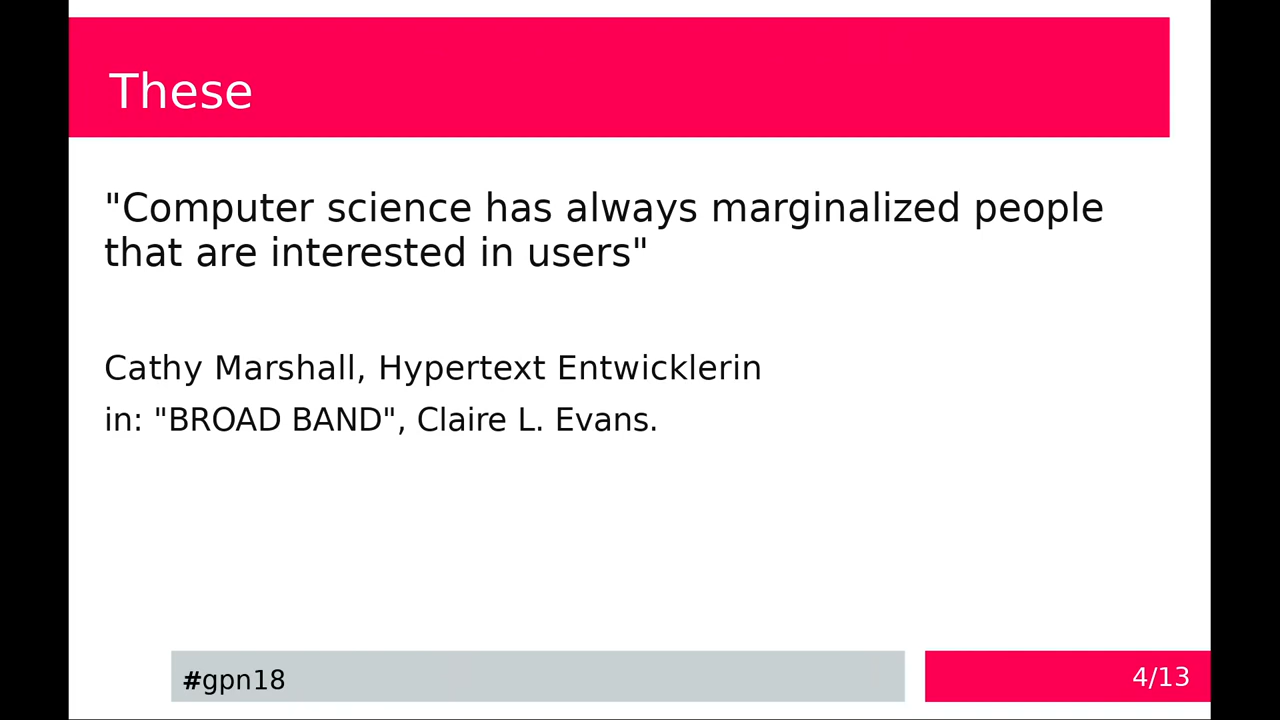 These
"Computer science has always marginalized people
that are interested in users"
Cathy Marshall, Hypertext Entwicklerin
in: "BROAD BAND", Claire L. Evans.
#gpn18
4/13